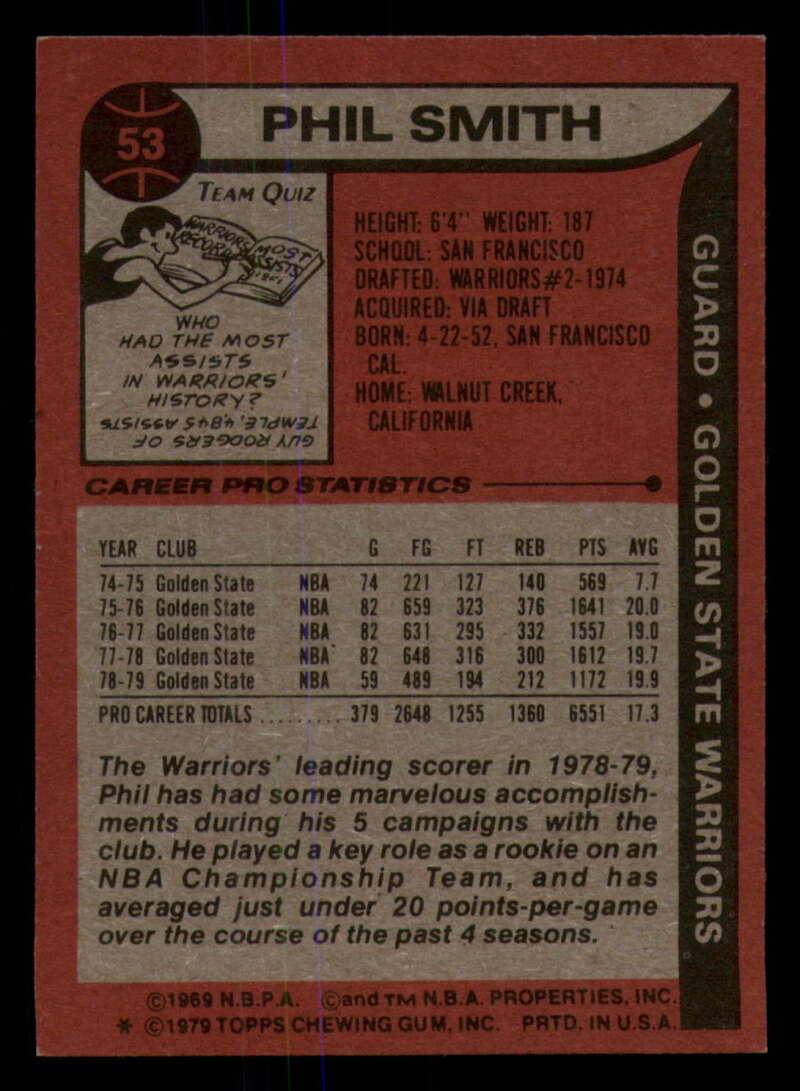 53
PHIL SMITH
TEAM QUIZ
WARRIORS
RECORDS
MOST
ASSISTS
WHO
HAD THE MOST
ASSISTS
IN WARRIORS'
HISTORY?
GUY RODGERS OF
TEMPLE, 4,845 ASSISTS
HEIGHT: 6'4" WEIGHT: 187
SCHOOL: SAN FRANCISCO
DRAFTED: WARRIORS#2-1974
ACQUIRED: VIA DRAFT
BORN: 4-22-52, SAN FRANCISCO
CAL.
HOME: WALNUT CREEK,
CALIFORNIA
GUARD • GOLDEN STATE WARRIORS
CAREER PRO STATISTICS
YEAR CLUB G FG FT REB PTS AVG
74-75 Golden State NBA 74 221 127 140 569 7.7
75-76 Golden State NBA 82 659 323 376 1641 20.0
76-77 Golden State NBA 82 631 295 332 1557 19.0
77-78 Golden State NBA 82 648 316 300 1612 19.7
78-79 Golden State NBA 59 489 194 212 1172 19.9
PRO CAREER TOTALS ......... 379 2648 1255 1360 6551 17.3
The Warriors' leading scorer in 1978-79,
Phil has had some marvelous accomplish-
ments during his 5 campaigns with the
club. He played a key role as a rookie on an
NBA Championship Team, and has
averaged just under 20 points-per-game
over the course of the past 4 seasons.
©1969 N.B.P.A. ©and TM N.B.A. PROPERTIES, INC.
* ©1979 TOPPS CHEWING GUM, INC. PRTD. IN U.S.A.